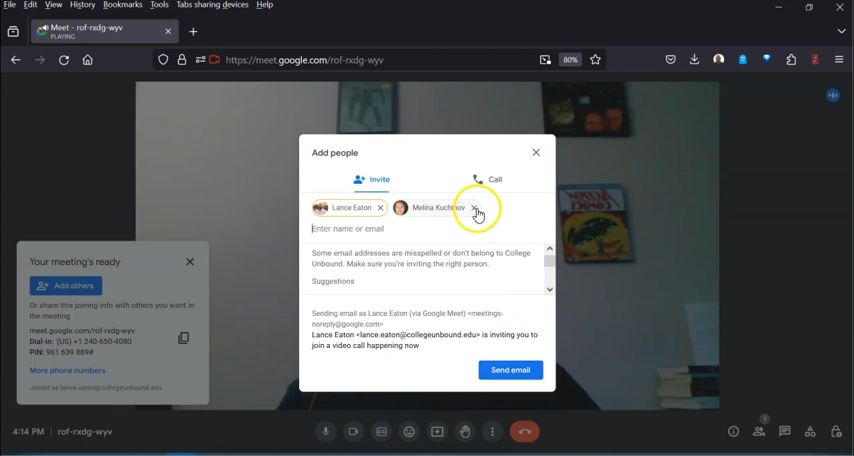 File Edit View History Bookmarks Tools Tabs sharing devices Help
Meet - rof-rxdg-wyv
PLAYING
https://meet.google.com/rof-rxdg-wyv
80%
Add people
Invite
Call
Lance Eaton
Melina Kuchinov
Enter name or email
Some email addresses are misspelled or don't belong to College
Unbound. Make sure you're inviting the right person.
Suggestions
Sending email as Lance Eaton (via Google Meet) <meetings-
noreply@google.com>
Lance Eaton <lance.eaton@collegeunbound.edu> is inviting you to
join a video call happening now
Send email
Your meeting's ready
Add others
Or share this joining info with others you want in
the meeting
meet.google.com/rof-rxdg-wyv
Dial-in: (US) +1 240-650-4080
PIN: 961 639 889#
More phone numbers
Joined as lance.eaton@collegeunbound.edu
4:14 PM | rof-rxdg-wyv
1